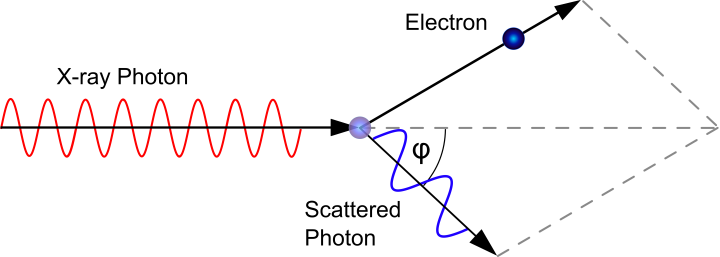 Electron
X-ray Photon
φ
Scattered
Photon